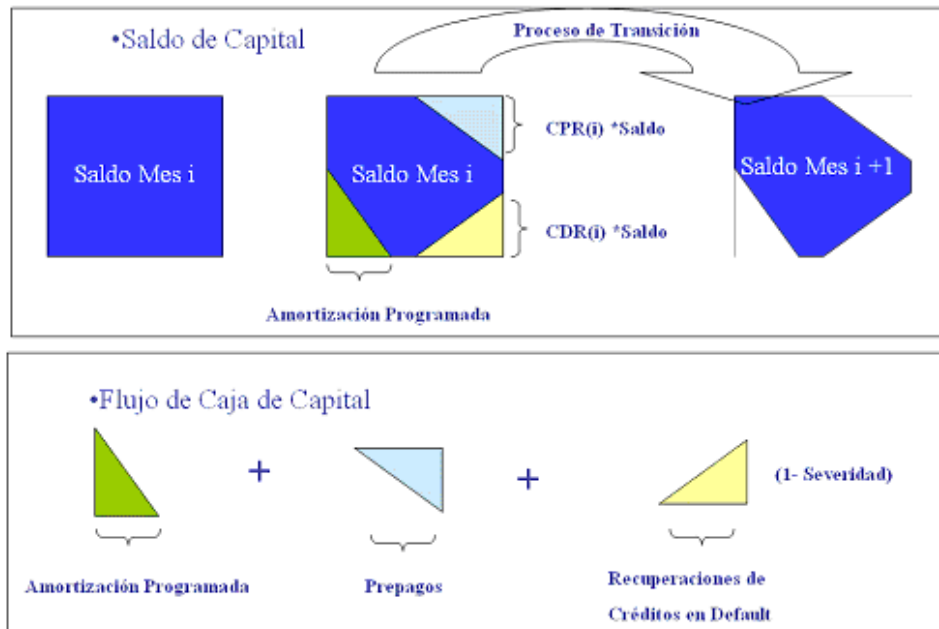 •Saldo de Capital
Proceso de Transición
Saldo Mes i
Saldo Mes i
CPR(i) *Saldo
CDR(i) *Saldo
Saldo Mes i +1
Amortización Programada
•Flujo de Caja de Capital
+
+
(1- Severidad)
Amortización Programada
Prepagos
Recuperaciones de
Créditos en Default